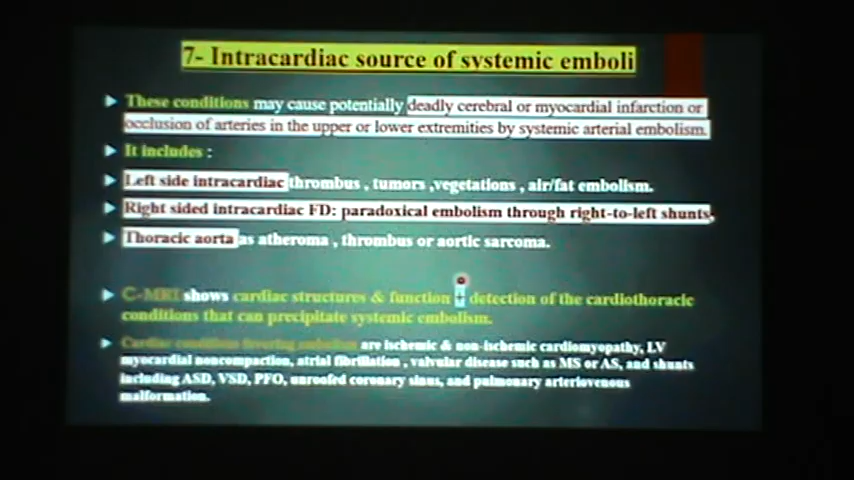 7- Intracardiac source of systemic emboli
These conditions may cause potentially deadly cerebral or myocardial infarction or
occlusion of arteries in the upper or lower extremities by systemic arterial embolism.
It includes :
Left side intracardiac thrombus , tumors ,vegetations , air/fat embolism.
Right sided intracardiac FD: paradoxical embolism through right-to-left shunts,
Thoracic aorta as atheroma , thrombus or aortic sarcoma.
C-MRI shows cardiac structures & function + detection of the cardiothoracic
conditions that can precipitate systemic embolism.
Cardiac conditions favoring embolism are ischemic & non-ischemic cardiomyopathy, LV
myocardial noncompaction, atrial fibrillation , valvular disease such as MS or AS, and shunts
including ASD, VSD, PFO, unroofed coronary sinus, and pulmonary arteriovenous
malformation.